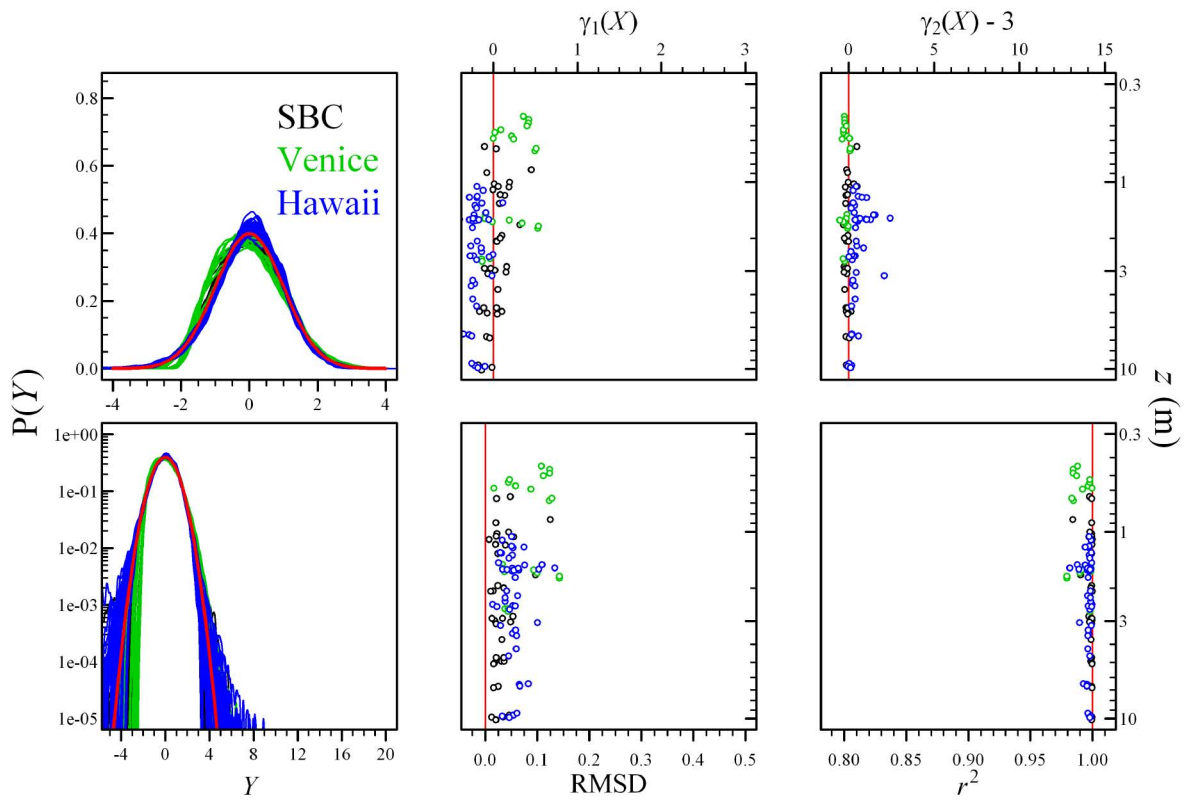 γ1(X)
γ2(X) - 3
0 1 2 3
0 5 10 15
0.8
0.6
0.4
0.2
0.0
SBC
Venice
Hawaii
0.3
1
3
10
-4 -2 0 2 4
P(Y)
z (m)
1e+00
1e-01
1e-02
1e-03
1e-04
1e-05
0.3
1
3
10
-4 0 4 8 12 16 20
0.0 0.1 0.2 0.3 0.4 0.5
0.80 0.85 0.90 0.95 1.00
Y
RMSD
r²